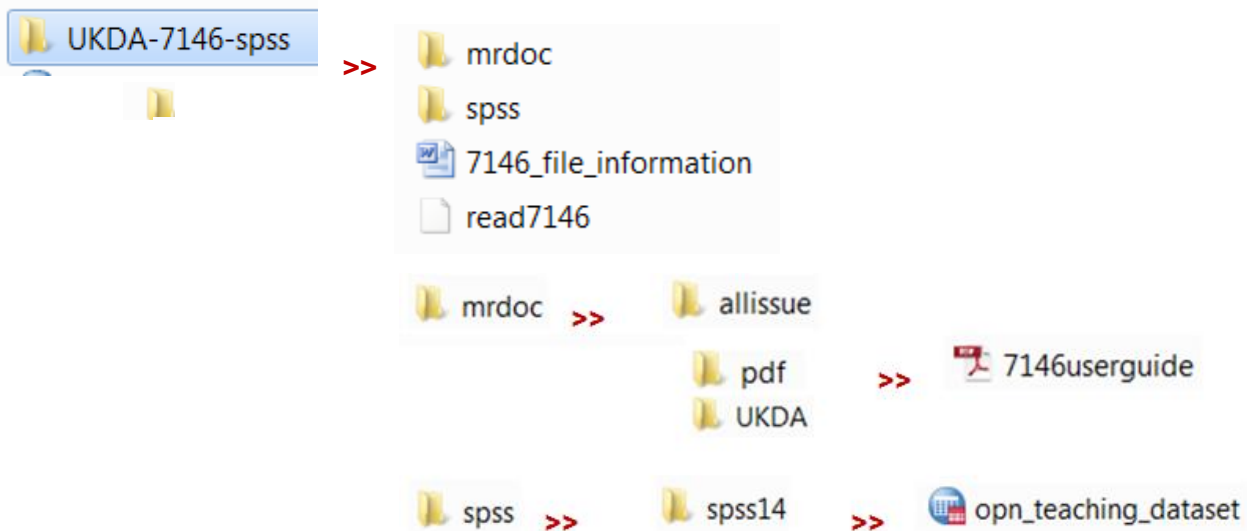 UKDA-7146-spss
>>
mrdoc
spss
7146_file_information
read7146
mrdoc >> allissue
pdf >> 7146userguide
UKDA
spss >> spss14 >> opn_teaching_dataset